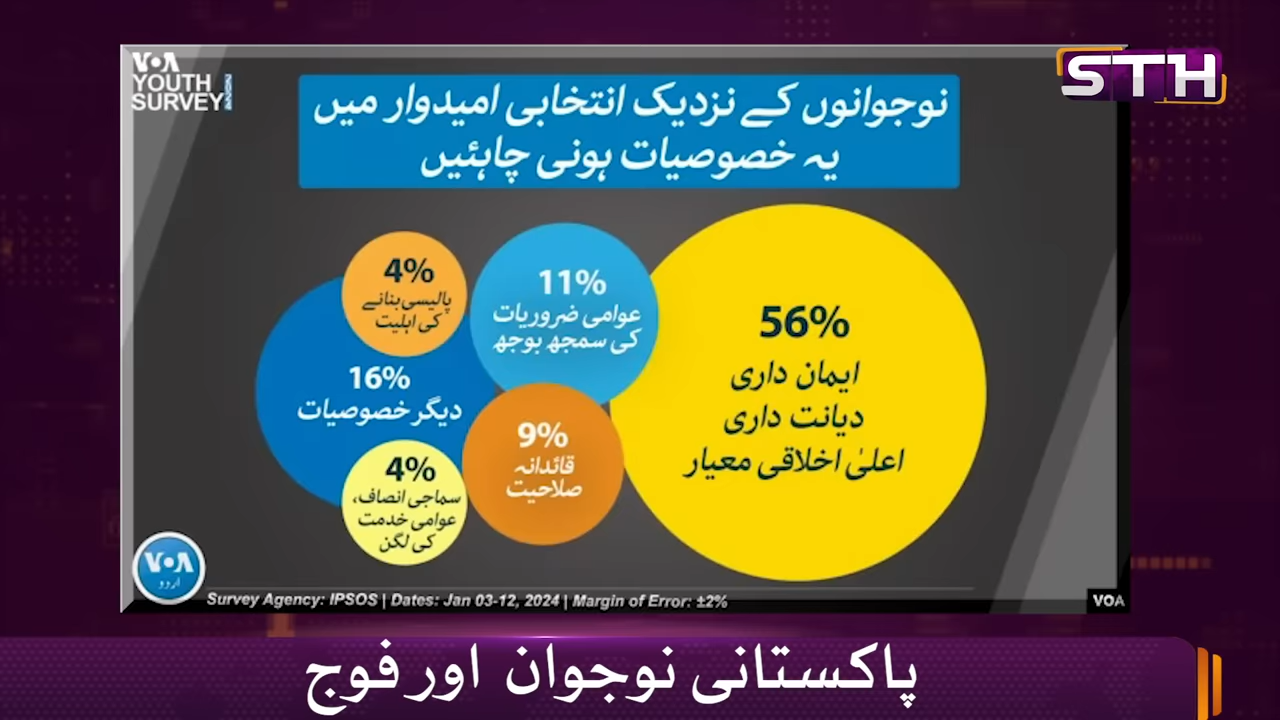 VOA
YOUTH
SURVEY
STH
نوجوانوں کے نزدیک انتخابی امیدوار میں
یہ خصوصیات ہونی چاہئیں
56%
ایمان داری
دیانت داری
اعلیٰ اخلاقی معیار
11%
عوامی ضروریات
کی سمجھ بوجھ
4%
پالیسی بنانے
کی اہلیت
16%
دیگر خصوصیات
9%
قائدانہ
صلاحیت
4%
سماجی انصاف،
عوامی خدمت
کی لگن
VOA
اردو
Survey Agency: IPSOS | Dates: Jan 03-12, 2024 | Margin of Error: ±2%
VOA
پاکستانی نوجوان اور فوج